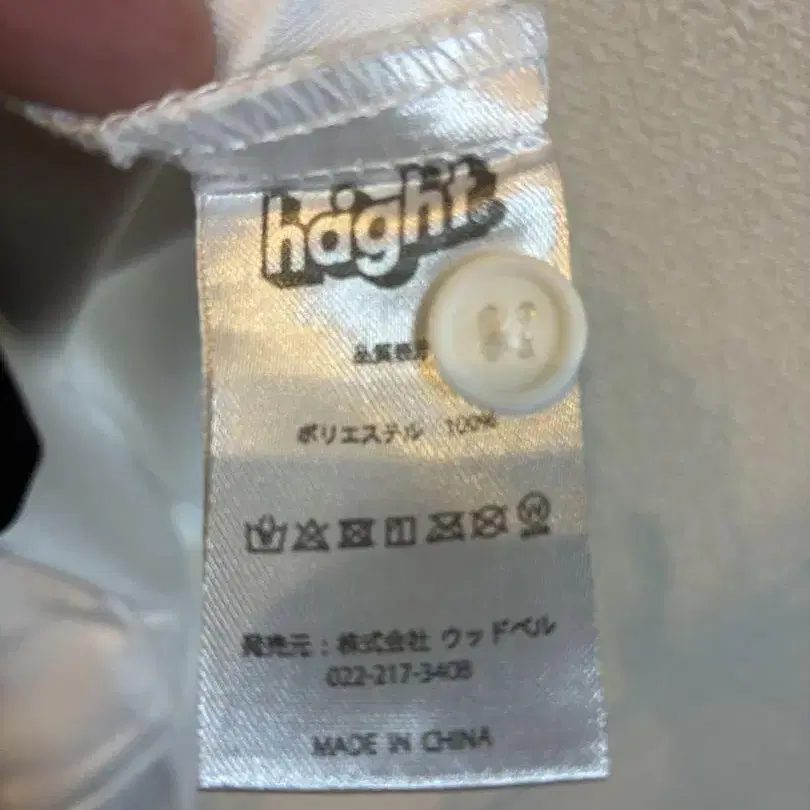 haight
品質表示
ポリエステル 100%
発売元：株式会社 ウッドベル
022-217-3408
MADE IN CHINA